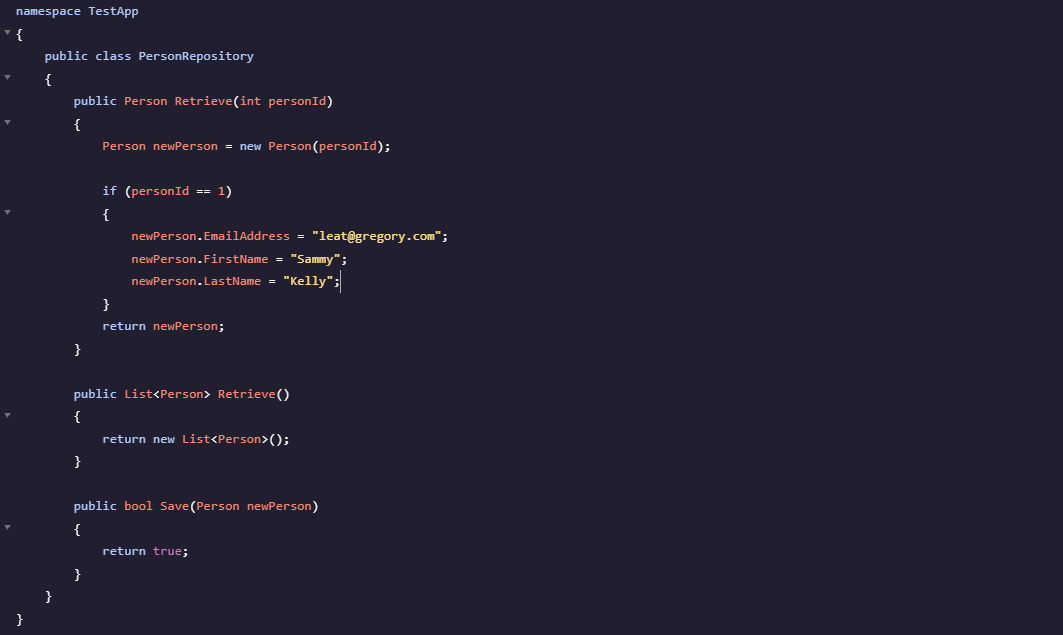 namespace TestApp
{
    public class PersonRepository
    {
        public Person Retrieve(int personId)
        {
            Person newPerson = new Person(personId);

            if (personId == 1)
            {
                newPerson.EmailAddress = "leat@gregory.com";
                newPerson.FirstName = "Sammy";
                newPerson.LastName = "Kelly";
            }
            return newPerson;
        }

        public List<Person> Retrieve()
        {
            return new List<Person>();
        }

        public bool Save(Person newPerson)
        {
            return true;
        }
    }
}